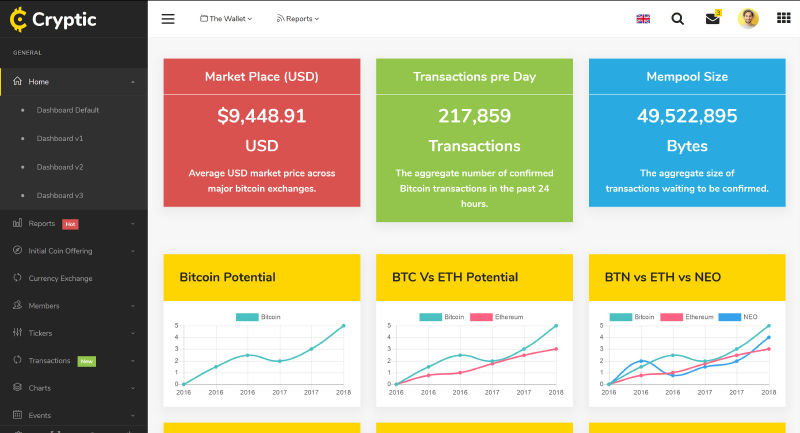 Cryptic
The Wallet
Reports
3
GENERAL
Home
Dashboard Default
Dashboard v1
Dashboard v2
Dashboard v3
Reports Hot
Initial Coin Offering
Currency Exchange
Members
Tickers
Transactions New
Charts
Events
Market Place (USD)
$9,448.91
USD
Average USD market price across
major bitcoin exchanges.
Transactions pre Day
217,859
Transactions
The aggregate number of confirmed
Bitcoin transactions in the past 24
hours.
Mempool Size
49,522,895
Bytes
The aggregate size of
transactions waiting to be confirmed.
Bitcoin Potential
Bitcoin
5
4
3
2
1
0
2016 2016 2016 2017 2017 2018
BTC Vs ETH Potential
Bitcoin Ethereum
5
4
3
2
1
0
2016 2016 2016 2017 2017 2018
BTN vs ETH vs NEO
Bitcoin Ethereum NEO
5
4
3
2
1
0
2016 2016 2016 2017 2017 2018